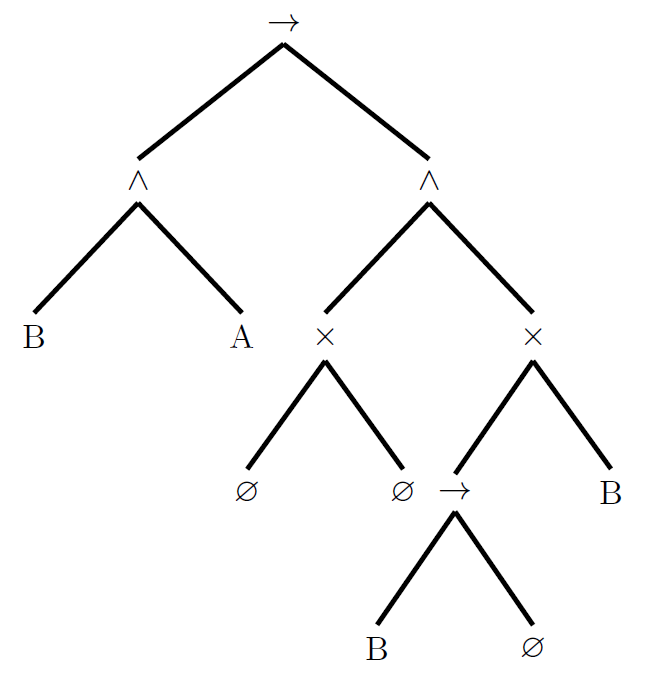 →
∧ ∧
B A × ×
∅ ∅ → B
B ∅